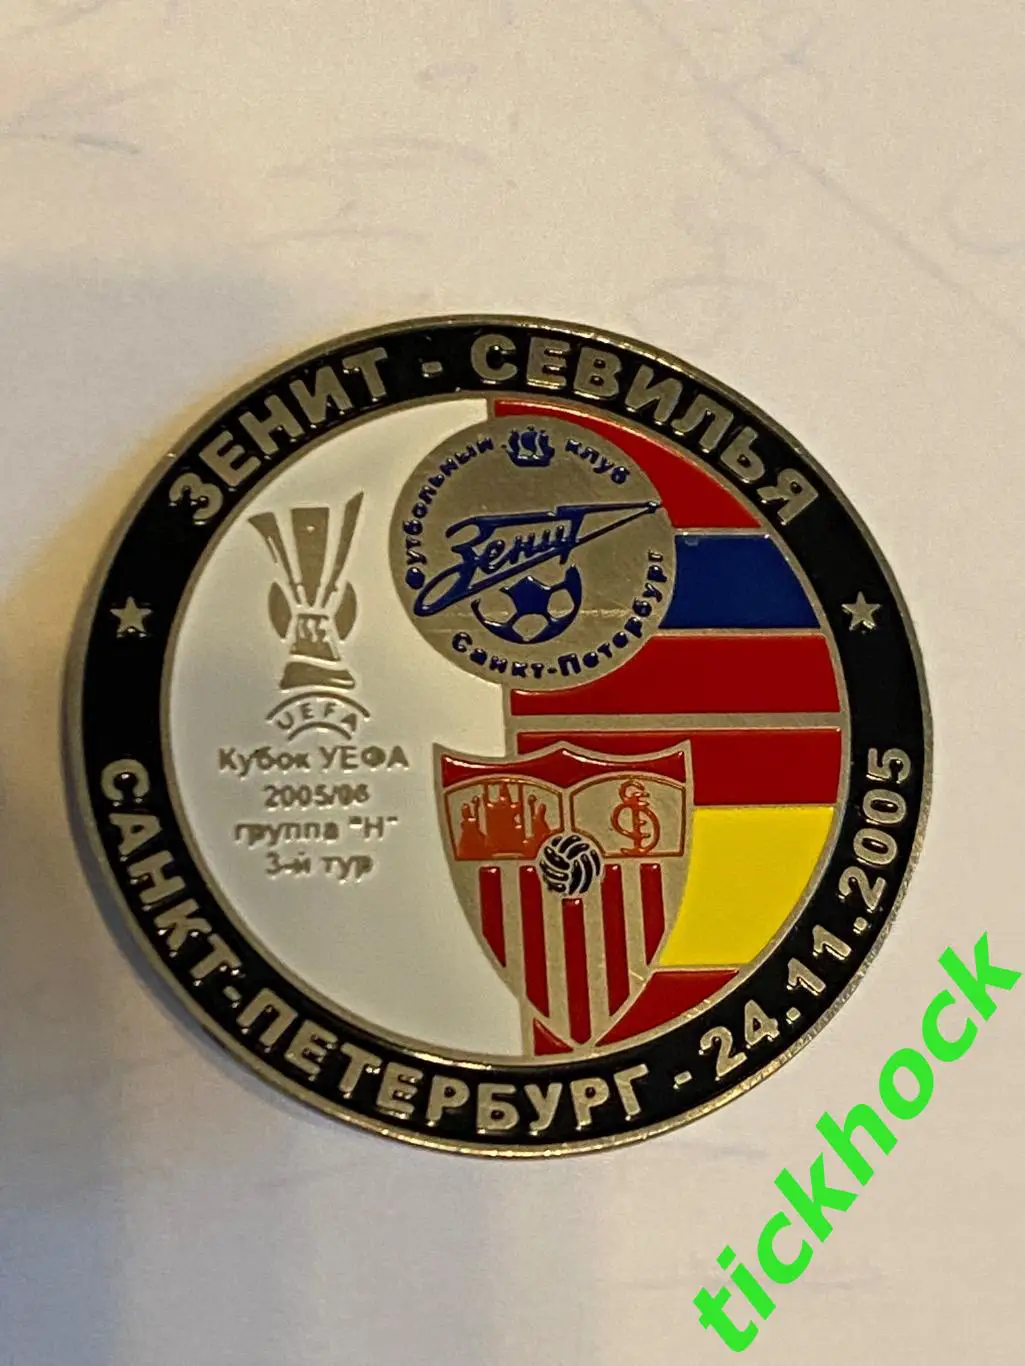 ЗЕНИТ - СЕВИЛЬЯ
Футбольный клуб
Зенит
Санкт-Петербург
UEFA
Кубок УЕФА
2005/06
группа "Н"
3-й тур
САНКТ-ПЕТЕРБУРГ - 24.11.2005
tickhock